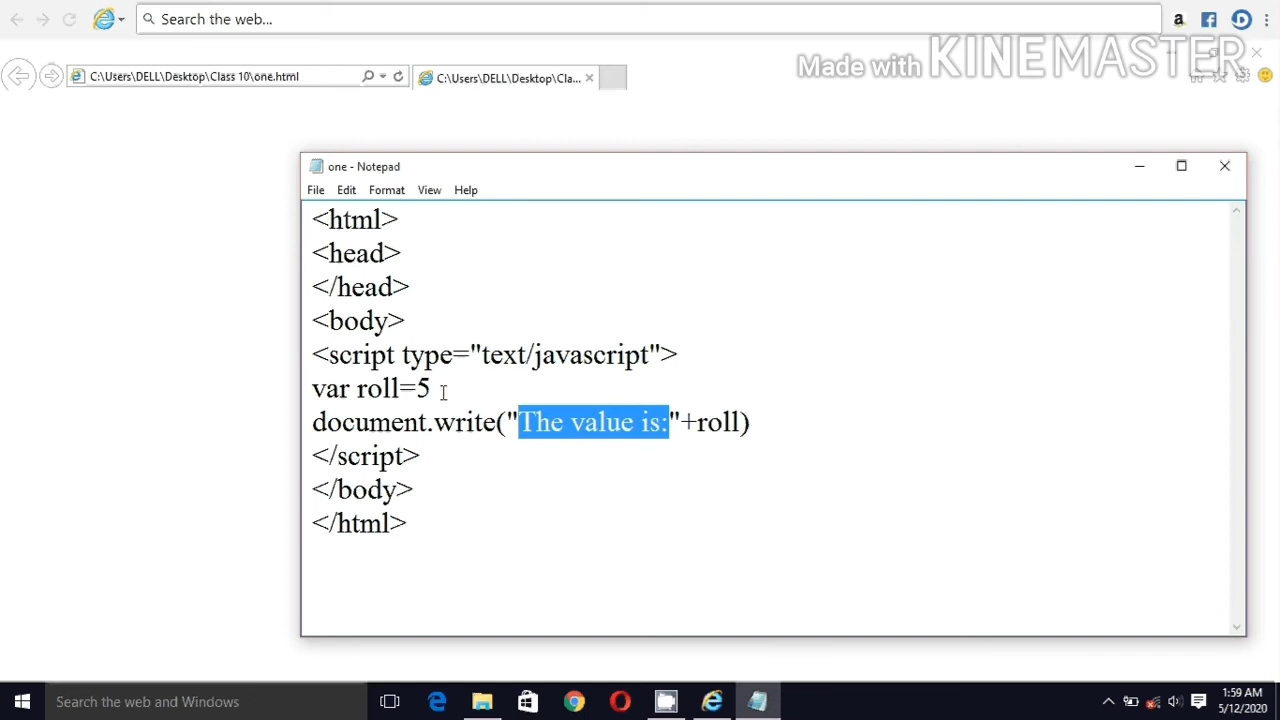 Search the web...
Made with KINEMASTER
C:\Users\DELL\Desktop\Class 10\one.html
C:\Users\DELL\Desktop\Cla...
one - Notepad
File Edit Format View Help
<html>
<head>
</head>
<body>
<script type="text/javascript">
var roll=5
document.write("The value is:"+roll)
</script>
</body>
</html>
Search the web and Windows
1:59 AM
5/12/2020